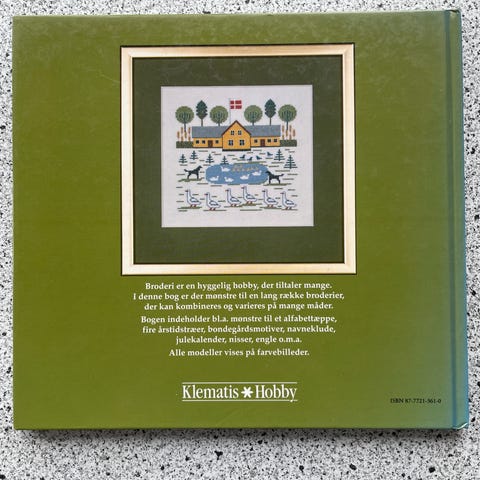 Broderi er en hyggelig hobby, der tiltaler mange.
I denne bog er der mønstre til en lang række broderier,
der kan kombineres og varieres på mange måder.
Bogen indeholder bl.a. mønstre til et alfabettæppe,
fire årstidstræer, bondegårdsmotiver, navneklude,
julekalender, nisser, engle o.m.a.
Alle modeller vises på farvebilleder.
Klematis * Hobby
ISBN 87-7721-361-0